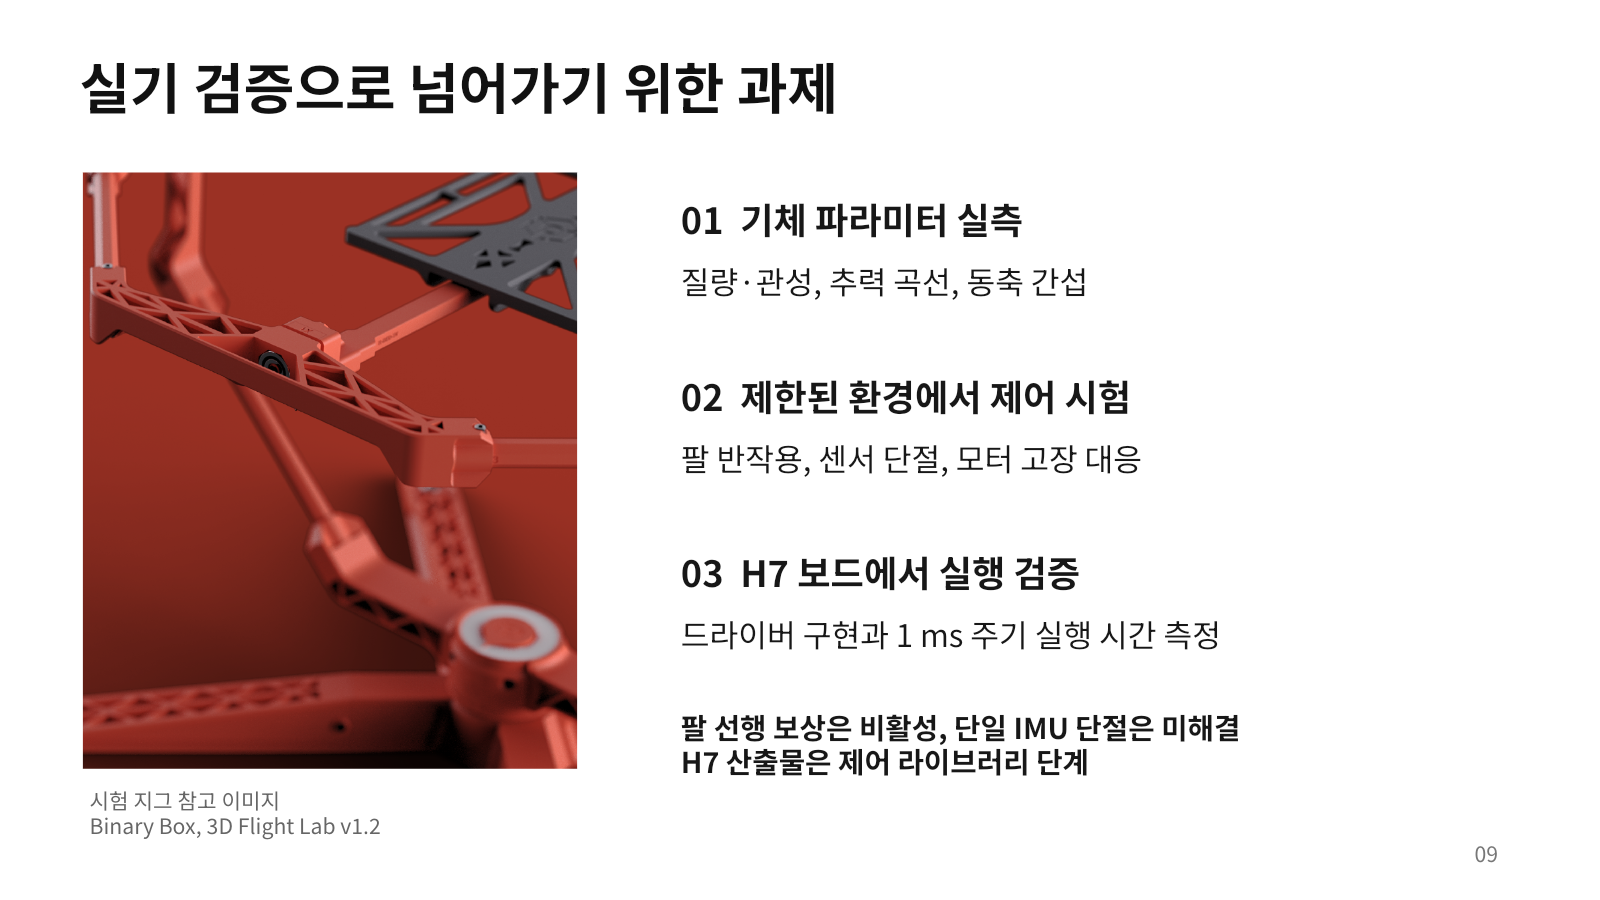 실기 검증으로 넘어가기 위한 과제
01 기체 파라미터 실측
질량·관성, 추력 곡선, 동축 간섭
02 제한된 환경에서 제어 시험
팔 반작용, 센서 단절, 모터 고장 대응
03 H7 보드에서 실행 검증
드라이버 구현과 1 ms 주기 실행 시간 측정
팔 선행 보상은 비활성, 단일 IMU 단절은 미해결
H7 산출물은 제어 라이브러리 단계
시험 지그 참고 이미지
Binary Box, 3D Flight Lab v1.2
09